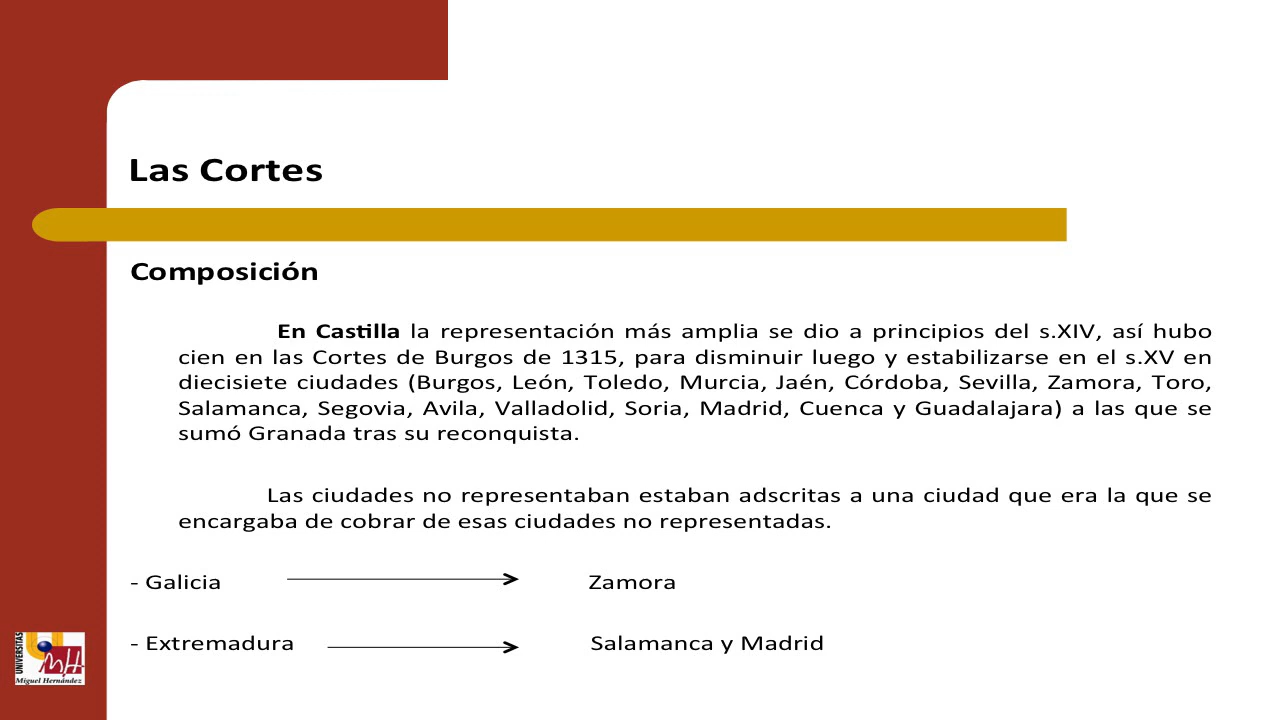 Las Cortes
Composición
En Castilla la representación más amplia se dio a principios del s.XIV, así hubo
cien en las Cortes de Burgos de 1315, para disminuir luego y estabilizarse en el s.XV en
diecisiete ciudades (Burgos, León, Toledo, Murcia, Jaén, Córdoba, Sevilla, Zamora, Toro,
Salamanca, Segovia, Avila, Valladolid, Soria, Madrid, Cuenca y Guadalajara) a las que se
sumó Granada tras su reconquista.
Las ciudades no representaban estaban adscritas a una ciudad que era la que se
encargaba de cobrar de esas ciudades no representadas.
- Galicia Zamora
- Extremadura Salamanca y Madrid
UNIVERSITAS
MH
Miguel Hernández